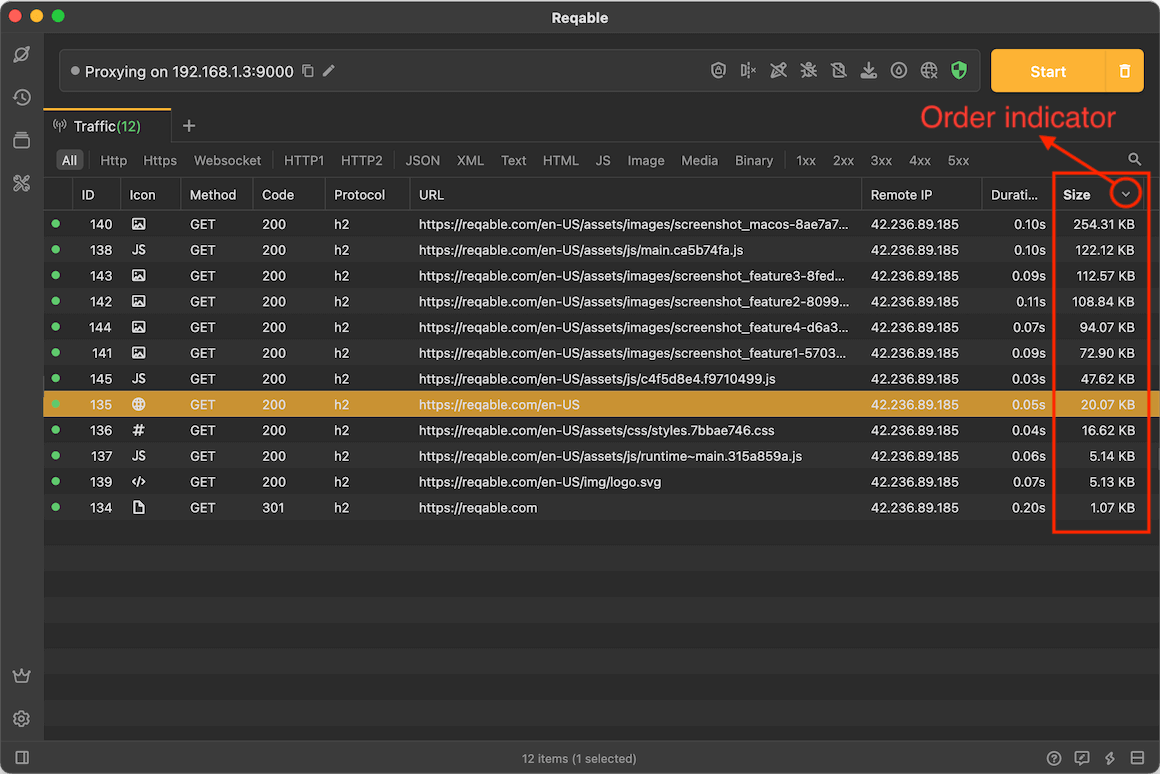 Reqable
Proxying on 192.168.1.3:9000
Start
Traffic(12)
Order indicator
All Http Https Websocket HTTP1 HTTP2 JSON XML Text HTML JS Image Media Binary 1xx 2xx 3xx 4xx 5xx
ID Icon Method Code Protocol URL Remote IP Durati... Size
140 GET 200 h2 https://reqable.com/en-US/assets/images/screenshot_macos-8ae7a7... 42.236.89.185 0.10s 254.31 KB
138 JS GET 200 h2 https://reqable.com/en-US/assets/js/main.ca5b74fa.js 42.236.89.185 0.10s 122.12 KB
143 GET 200 h2 https://reqable.com/en-US/assets/images/screenshot_feature3-8fed... 42.236.89.185 0.09s 112.57 KB
142 GET 200 h2 https://reqable.com/en-US/assets/images/screenshot_feature2-8099... 42.236.89.185 0.11s 108.84 KB
144 GET 200 h2 https://reqable.com/en-US/assets/images/screenshot_feature4-d6a3... 42.236.89.185 0.07s 94.07 KB
141 GET 200 h2 https://reqable.com/en-US/assets/images/screenshot_feature1-5703... 42.236.89.185 0.09s 72.90 KB
145 JS GET 200 h2 https://reqable.com/en-US/assets/js/c4f5d8e4.f9710499.js 42.236.89.185 0.03s 47.62 KB
135 GET 200 h2 https://reqable.com/en-US 42.236.89.185 0.05s 20.07 KB
136 # GET 200 h2 https://reqable.com/en-US/assets/css/styles.7bbae746.css 42.236.89.185 0.04s 16.62 KB
137 JS GET 200 h2 https://reqable.com/en-US/assets/js/runtime~main.315a859a.js 42.236.89.185 0.06s 5.14 KB
139 </> GET 200 h2 https://reqable.com/en-US/img/logo.svg 42.236.89.185 0.07s 5.13 KB
134 GET 301 h2 https://reqable.com 42.236.89.185 0.20s 1.07 KB
12 items (1 selected)